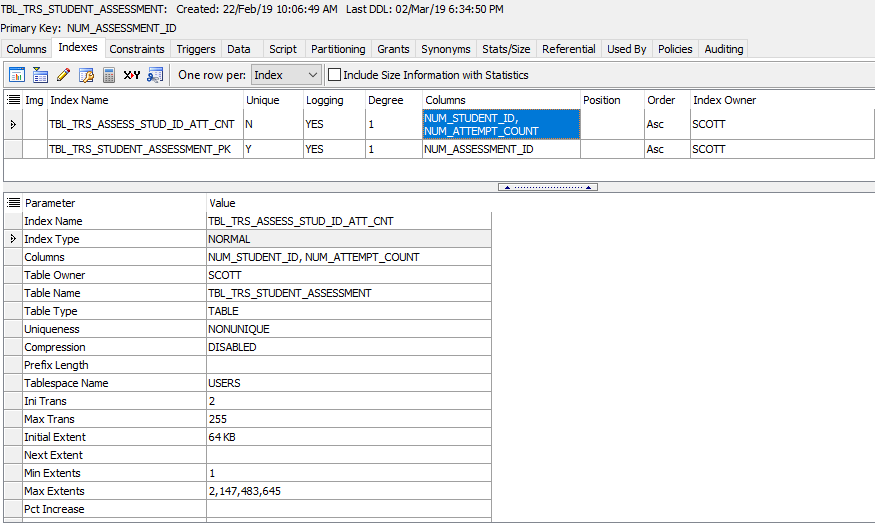 TBL_TRS_STUDENT_ASSESSMENT: Created: 22/Feb/19 10:06:49 AM Last DDL: 02/Mar/19 6:34:50 PM
Primary Key: NUM_ASSESSMENT_ID
Columns Indexes Constraints Triggers Data Script Partitioning Grants Synonyms Stats/Size Referential Used By Policies Auditing
XYY One row per: Index Include Size Information with Statistics
Img Index Name Unique Logging Degree Columns Position Order Index Owner
TBL_TRS_ASSESS_STUD_ID_ATT_CNT N YES 1 NUM_STUDENT_ID, NUM_ATTEMPT_COUNT Asc SCOTT
TBL_TRS_STUDENT_ASSESSMENT_PK Y YES 1 NUM_ASSESSMENT_ID Asc SCOTT
Parameter Value
Index Name TBL_TRS_ASSESS_STUD_ID_ATT_CNT
Index Type NORMAL
Columns NUM_STUDENT_ID, NUM_ATTEMPT_COUNT
Table Owner SCOTT
Table Name TBL_TRS_STUDENT_ASSESSMENT
Table Type TABLE
Uniqueness NONUNIQUE
Compression DISABLED
Prefix Length
Tablespace Name USERS
Ini Trans 2
Max Trans 255
Initial Extent 64 KB
Next Extent
Min Extents 1
Max Extents 2,147,483,645
Pct Increase